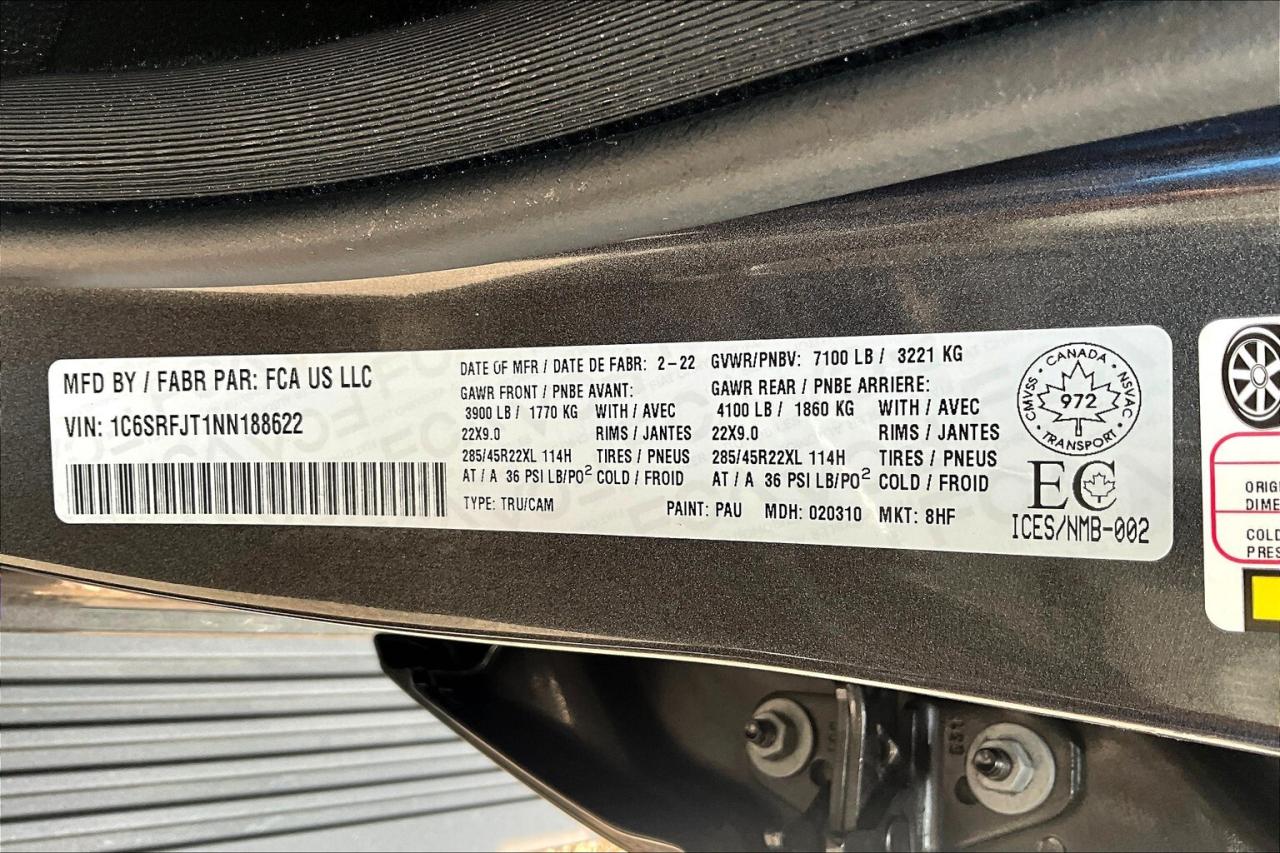 MFD BY / FABR PAR: FCA US LLC
VIN: 1C6SRFJT1NN188622
DATE OF MFR / DATE DE FABR: 2-22
GAWR FRONT / PNBE AVANT:
3900 LB / 1770 KG WITH / AVEC
22X9.0 RIMS / JANTES
285/45R22XL 114H TIRES / PNEUS
AT / A 36 PSI LB/PO² COLD / FROID
GVWR/PNBV: 7100 LB / 3221 KG
GAWR REAR / PNBE ARRIERE:
4100 LB / 1860 KG WITH / AVEC
22X9.0 RIMS / JANTES
285/45R22XL 114H TIRES / PNEUS
AT / A 36 PSI LB/PO² COLD / FROID
TYPE: TRU/CAM PAINT: PAU MDH: 020310 MKT: 8HF
CANADA
CMVSS 972 NSVAC
TRANSPORT
EC
ICES/NMB-002
ORIG
DIME
COLD
PRES